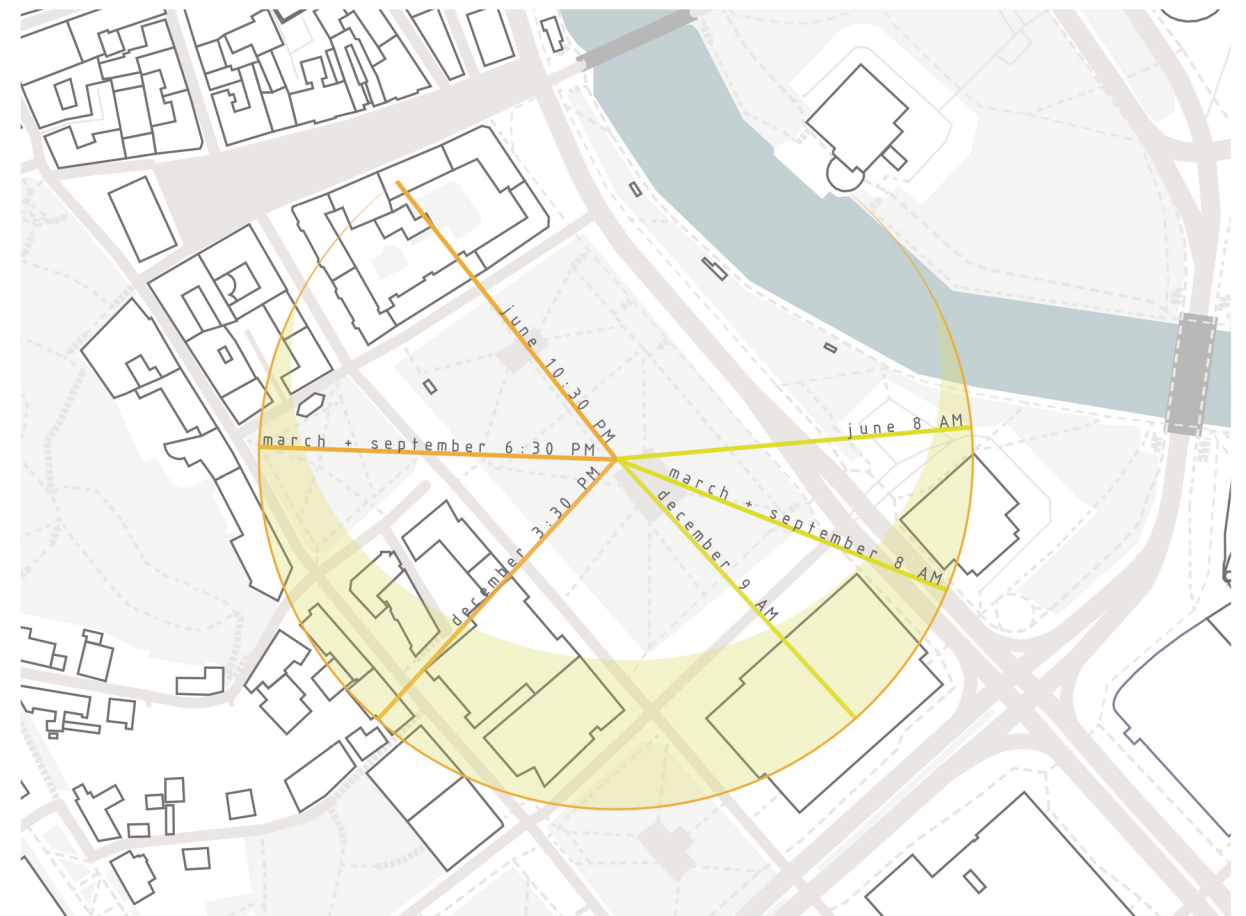 june 10:30 PM
march + september 6:30 PM
december 3:30 PM
june 8 AM
march + september 8 AM
december 9 AM